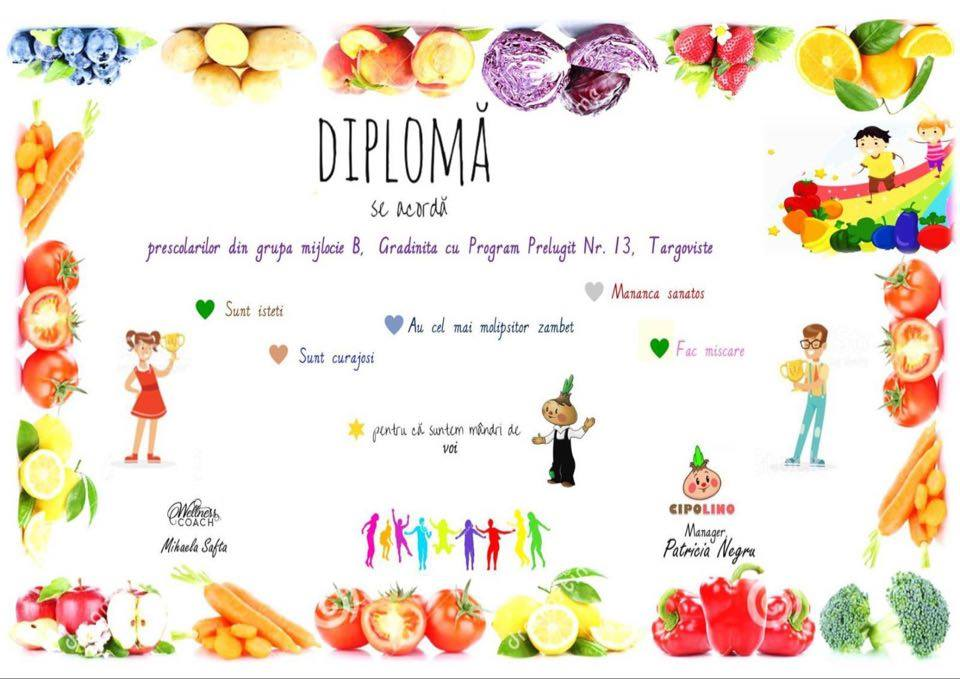 DIPLOMĂ
se acordă
prescolarilor din grupa mijlocie B, Gradinita cu Program Prelugit Nr. 13, Targoviste
Mananca sanatos
Sunt isteti
Au cel mai molipsitor zambet
Sunt curajosi
Fac miscare
pentru că suntem mândri de
voi
Wellness
COACH
Mihaela Safta
CIPOLINO
Manager,
Patricia Negru